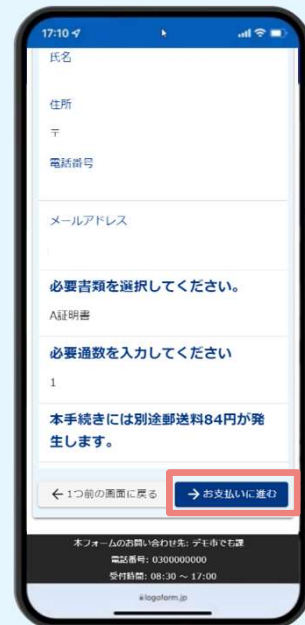 17:10
氏名
住所
〒
電話番号
メールアドレス
必要書類を選択してください。
A証明書
必要通数を入力してください
1
本手続きには別途郵送料84円が発
生します。
← 1つ前の画面に戻る
→ お支払いに進む
本フォームのお問い合わせ先: デモ市でも課
電話番号: 0300000000
受付時間: 08:30 ～ 17:00
logoform.jp